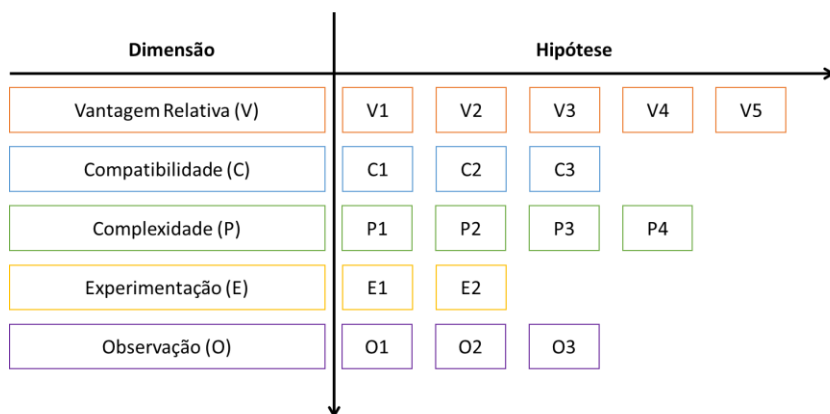 Dimensão Hipótese
Vantagem Relativa (V) V1 V2 V3 V4 V5
Compatibilidade (C) C1 C2 C3
Complexidade (P) P1 P2 P3 P4
Experimentação (E) E1 E2
Observação (O) O1 O2 O3